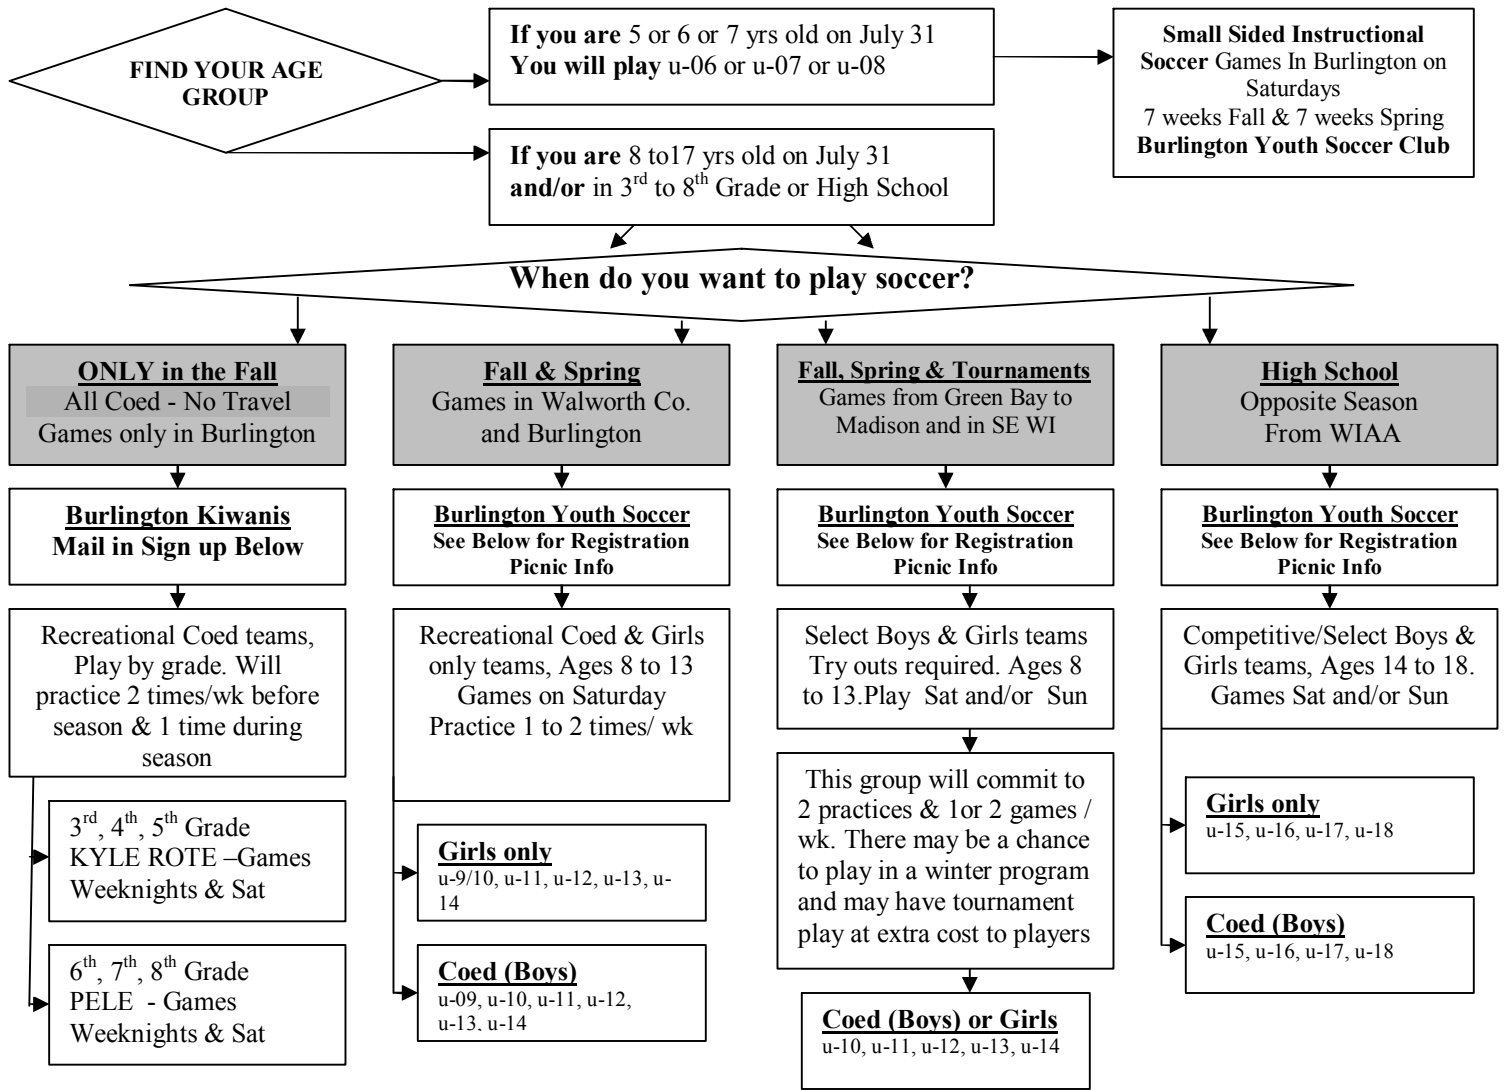 FIND YOUR AGE
GROUP
If you are 5 or 6 or 7 yrs old on July 31
You will play u-06 or u-07 or u-08
Small Sided Instructional
Soccer Games In Burlington on
Saturdays
7 weeks Fall & 7 weeks Spring
Burlington Youth Soccer Club
If you are 8 to17 yrs old on July 31
and/or in 3rd to 8th Grade or High School
When do you want to play soccer?
ONLY in the Fall
All Coed - No Travel
Games only in Burlington
Burlington Kiwanis
Mail in Sign up Below
Recreational Coed teams,
Play by grade. Will
practice 2 times/wk before
season & 1 time during
season
3rd, 4th, 5th Grade
KYLE ROTE –Games
Weeknights & Sat
6th, 7th, 8th Grade
PELE - Games
Weeknights & Sat
Fall & Spring
Games in Walworth Co.
and Burlington
Burlington Youth Soccer
See Below for Registration
Picnic Info
Recreational Coed & Girls
only teams, Ages 8 to 13
Games on Saturday
Practice 1 to 2 times/ wk
Girls only
u-9/10, u-11, u-12, u-13, u-
14
Coed (Boys)
u-09, u-10, u-11, u-12,
u-13, u-14
Fall, Spring & Tournaments
Games from Green Bay to
Madison and in SE WI
Burlington Youth Soccer
See Below for Registration
Picnic Info
Select Boys & Girls teams
Try outs required. Ages 8
to 13.Play Sat and/or Sun
This group will commit to
2 practices & 1or 2 games /
wk. There may be a chance
to play in a winter program
and may have tournament
play at extra cost to players
Coed (Boys) or Girls
u-10, u-11, u-12, u-13, u-14
High School
Opposite Season
From WIAA
Burlington Youth Soccer
See Below for Registration
Picnic Info
Competitive/Select Boys &
Girls teams, Ages 14 to 18.
Games Sat and/or Sun
Girls only
u-15, u-16, u-17, u-18
Coed (Boys)
u-15, u-16, u-17, u-18